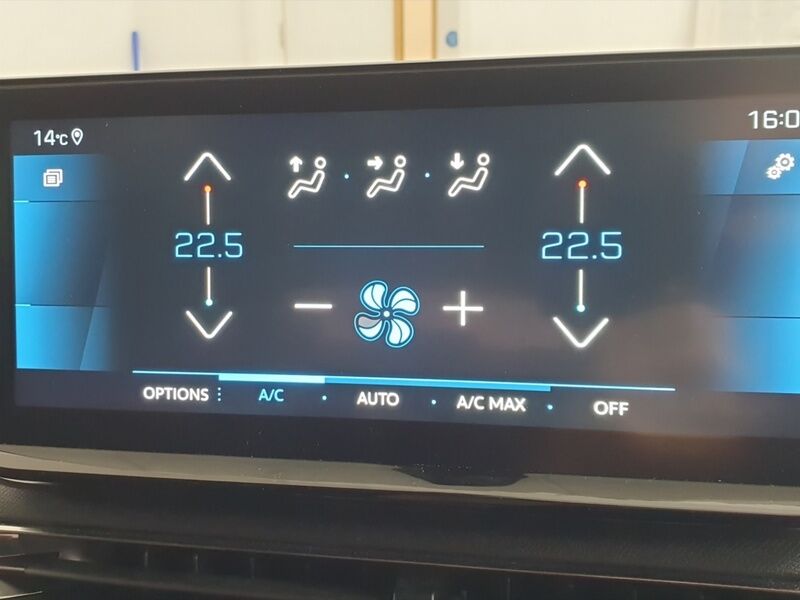 14°C
16:0
22.5
22.5
OPTIONS
A/C
AUTO
A/C MAX
OFF